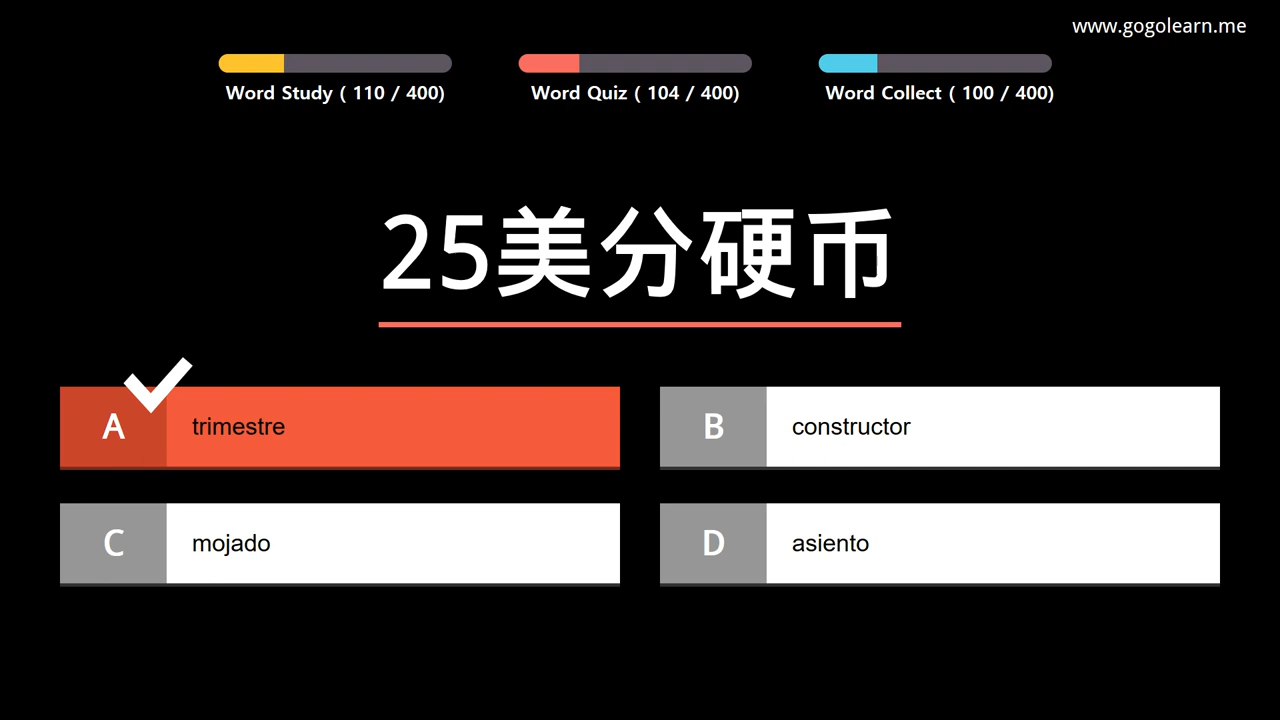 www.gogolearn.me
Word Study ( 110 / 400)
Word Quiz ( 104 / 400)
Word Collect ( 100 / 400)
25美分硬币
A trimestre
B constructor
C mojado
D asiento